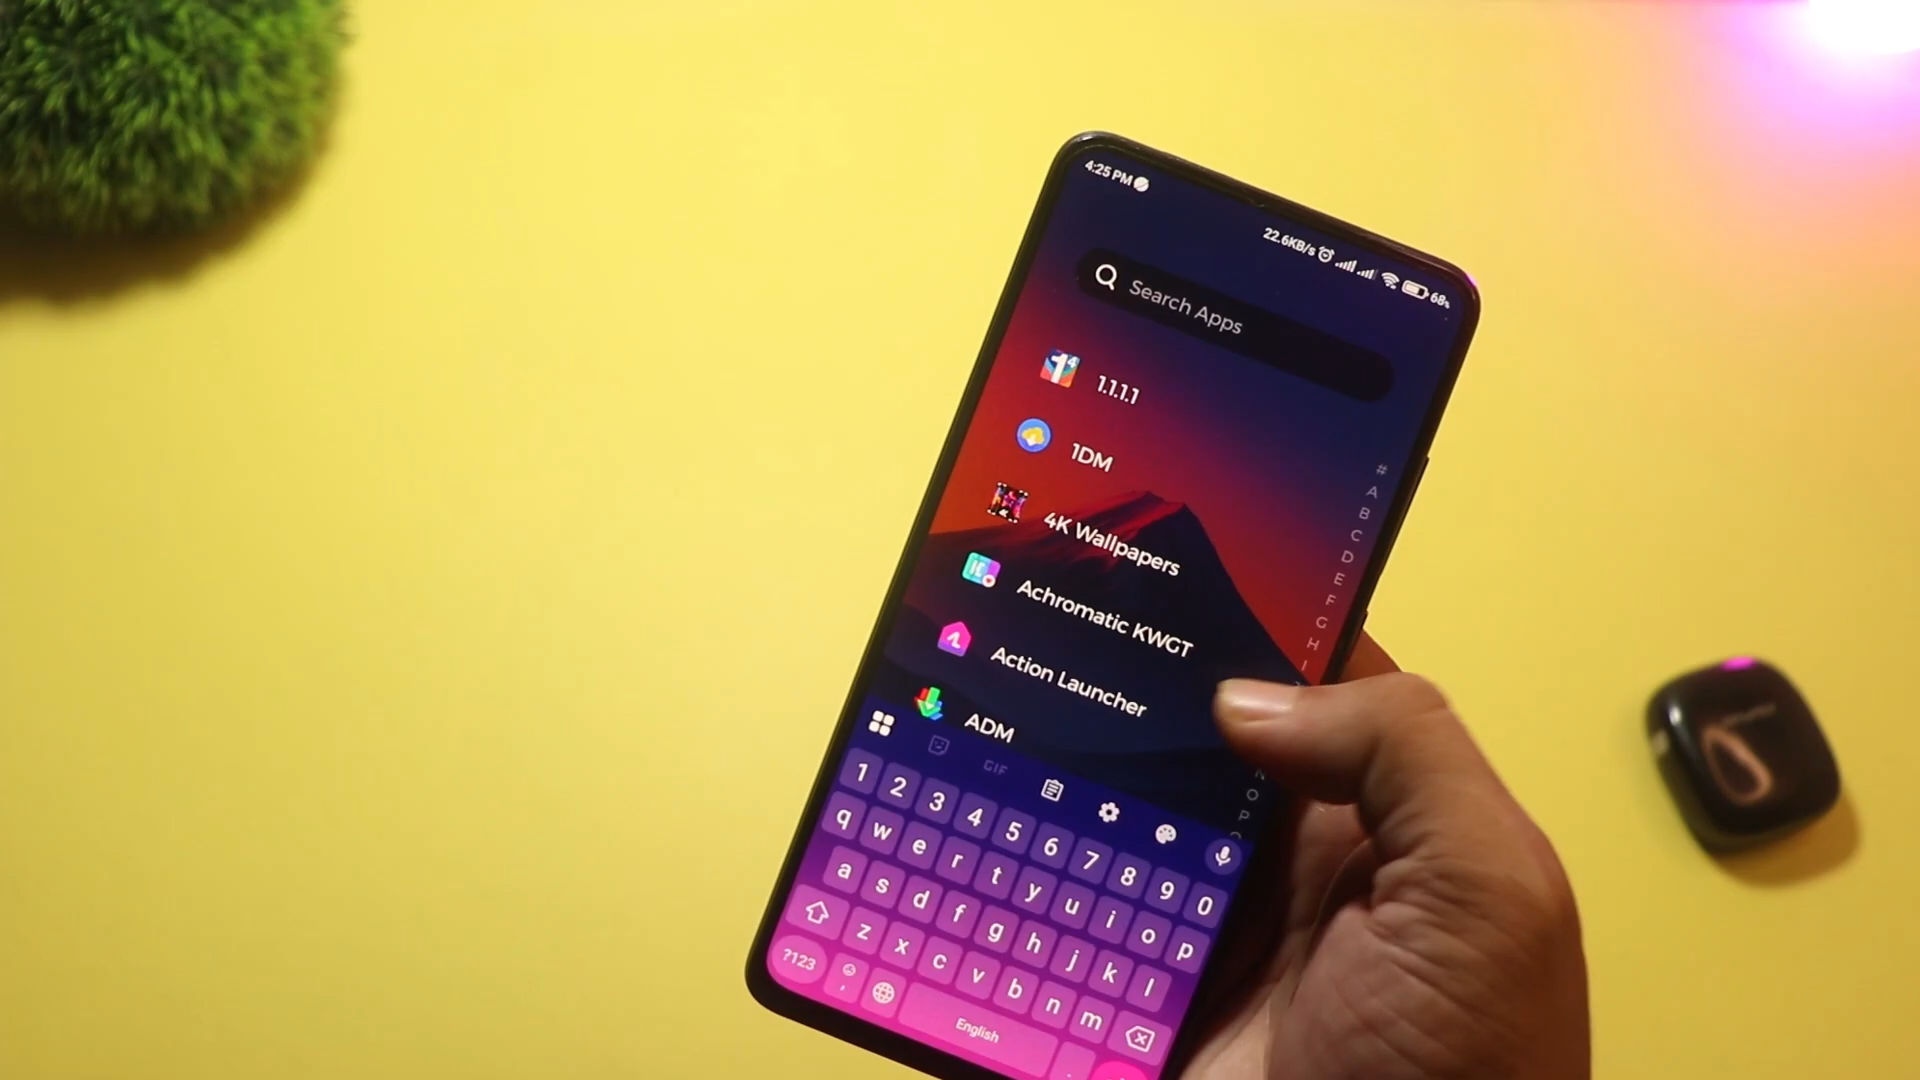 4:25 PM
22.6KB/s 68%
Search Apps
1.1.1.1
1DM
4K Wallpapers
Achromatic KWGT
Action Launcher
ADM
#
A
B
C
D
E
F
G
H
I
N
O
P
GIF
1 2 3 4 5 6 7 8 9 0
q w e r t y u i o p
a s d f g h j k l
z x c v b n m
?123 , English .